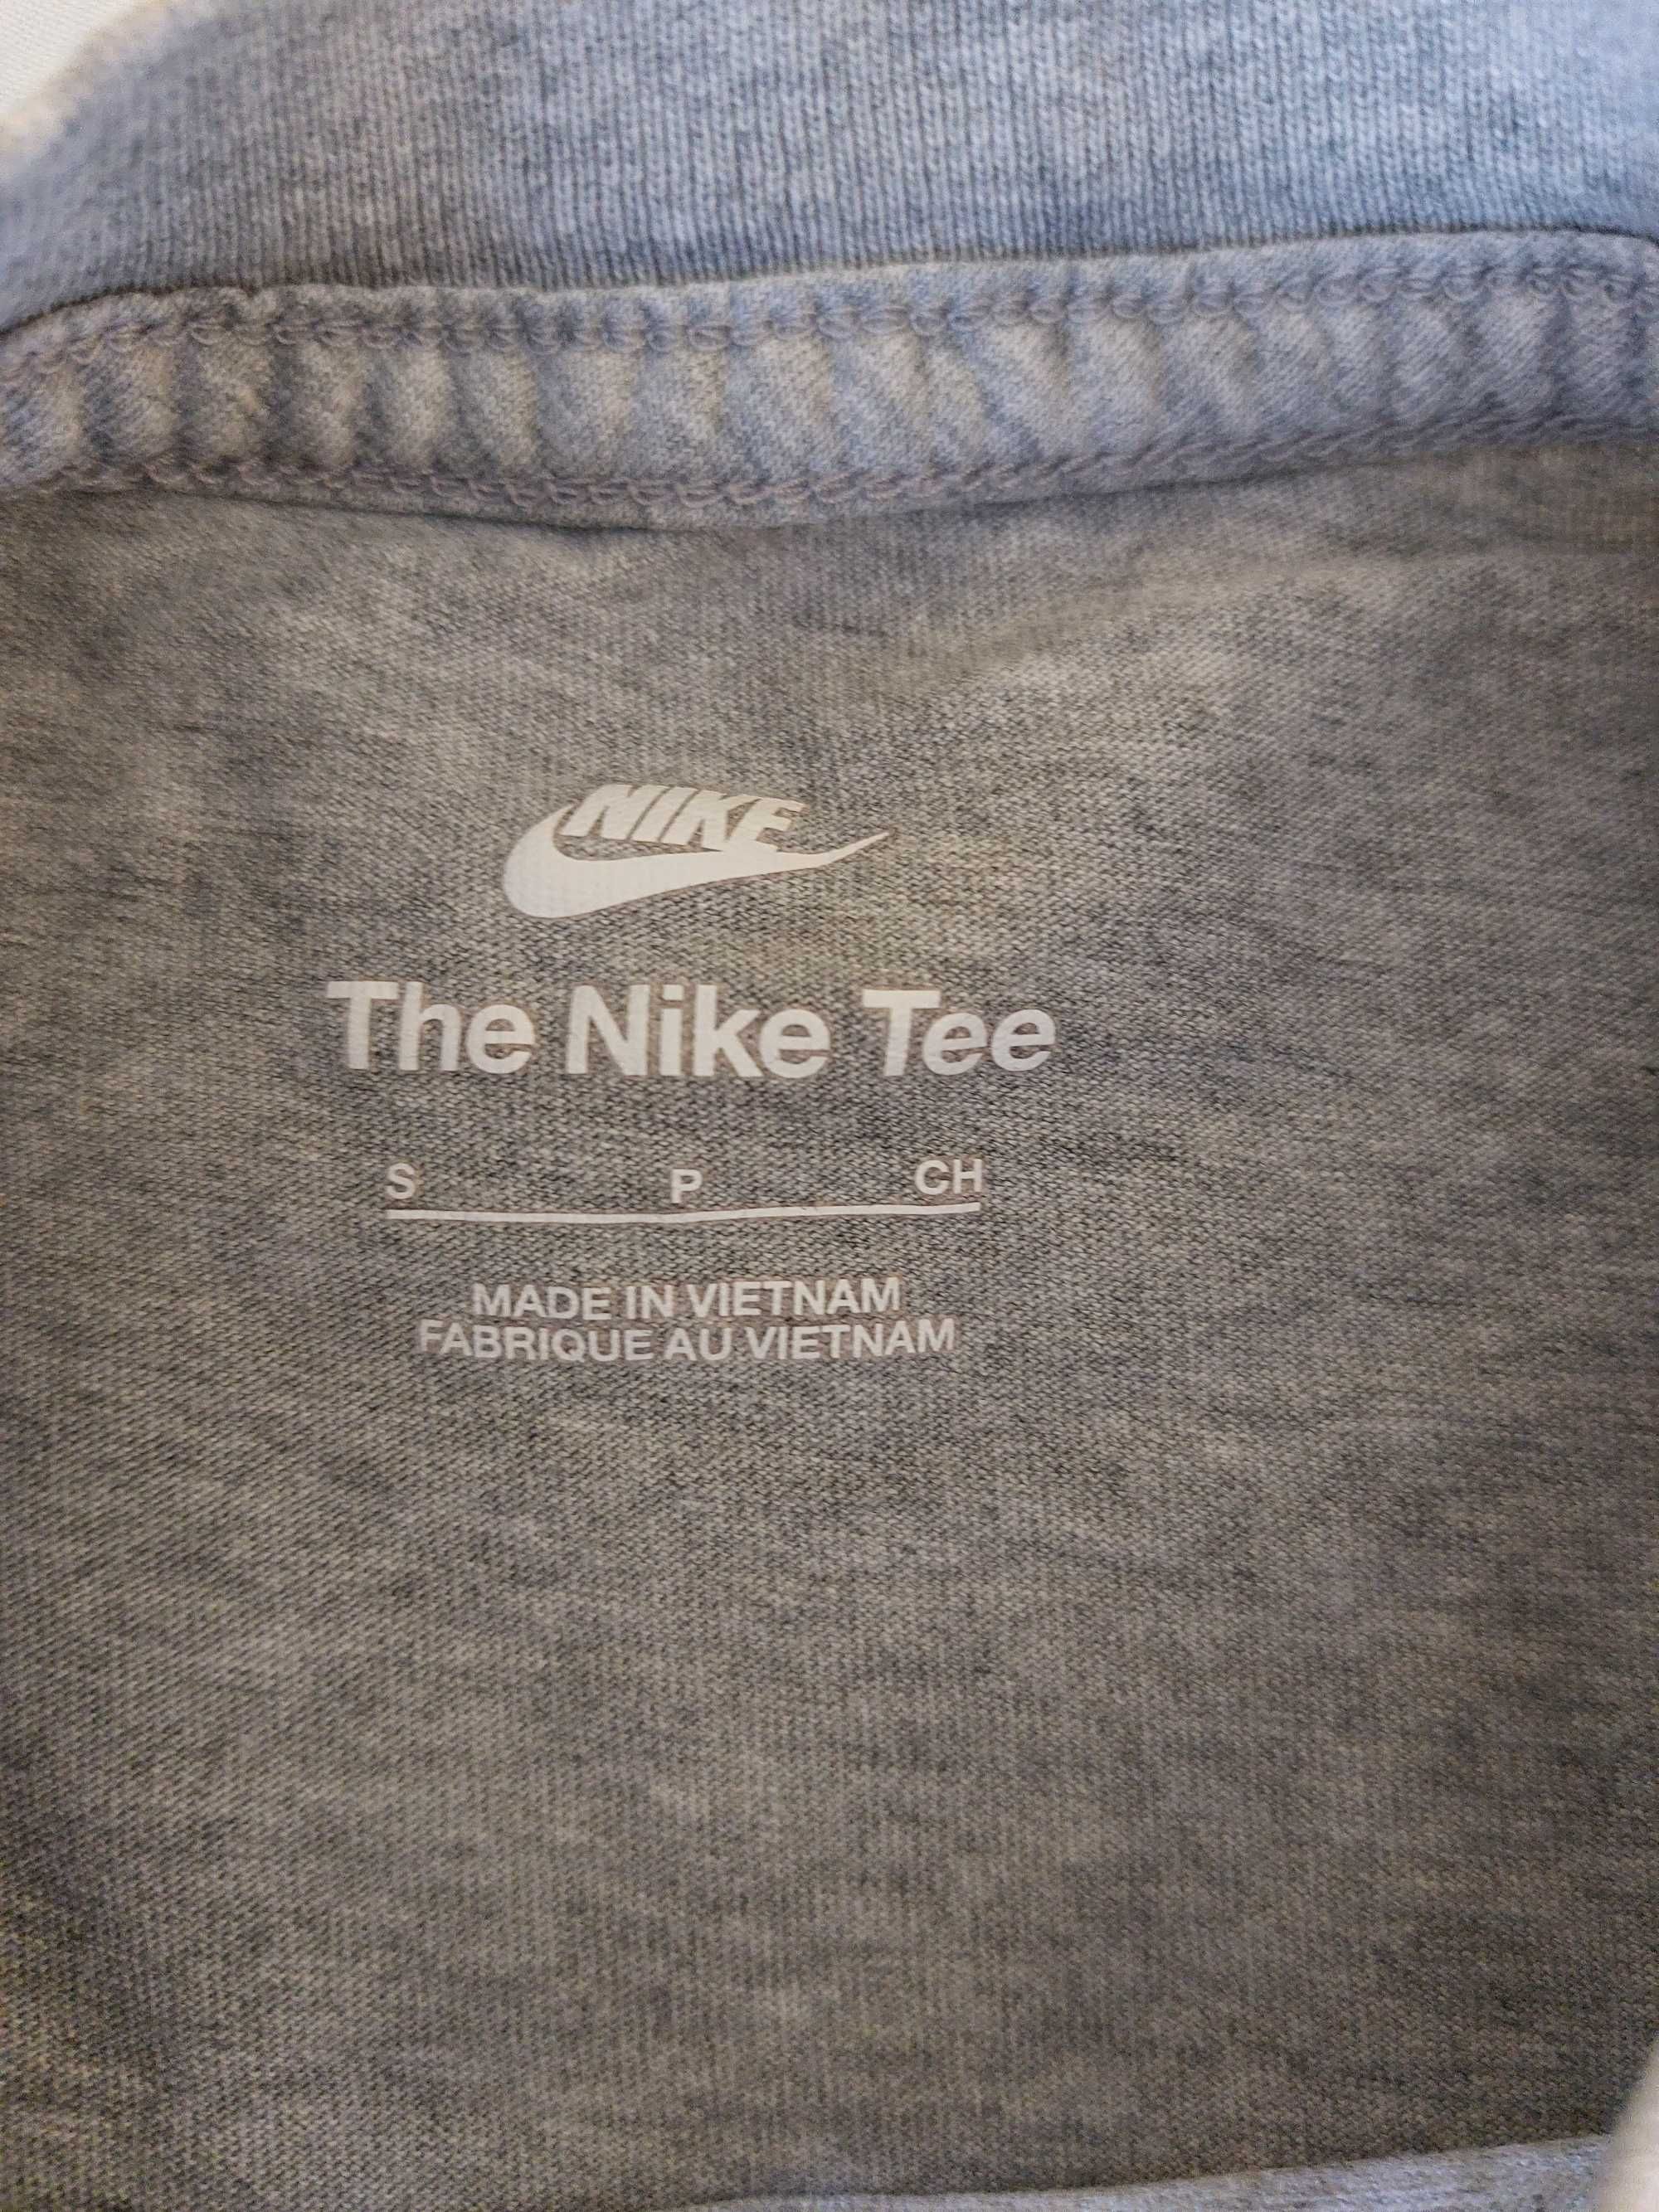 NIKE
The Nike Tee
S P CH
MADE IN VIETNAM
FABRIQUE AU VIETNAM